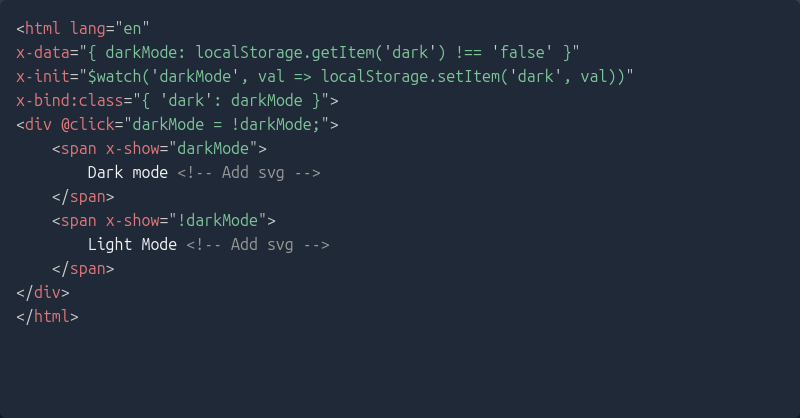 <html lang="en"
x-data="{ darkMode: localStorage.getItem('dark') !== 'false' }"
x-init="$watch('darkMode', val => localStorage.setItem('dark', val))"
x-bind:class="{ 'dark': darkMode }">
<div @click="darkMode = !darkMode;">
    <span x-show="darkMode">
        Dark mode <!-- Add svg -->
    </span>
    <span x-show="!darkMode">
        Light Mode <!-- Add svg -->
    </span>
</div>
</html>